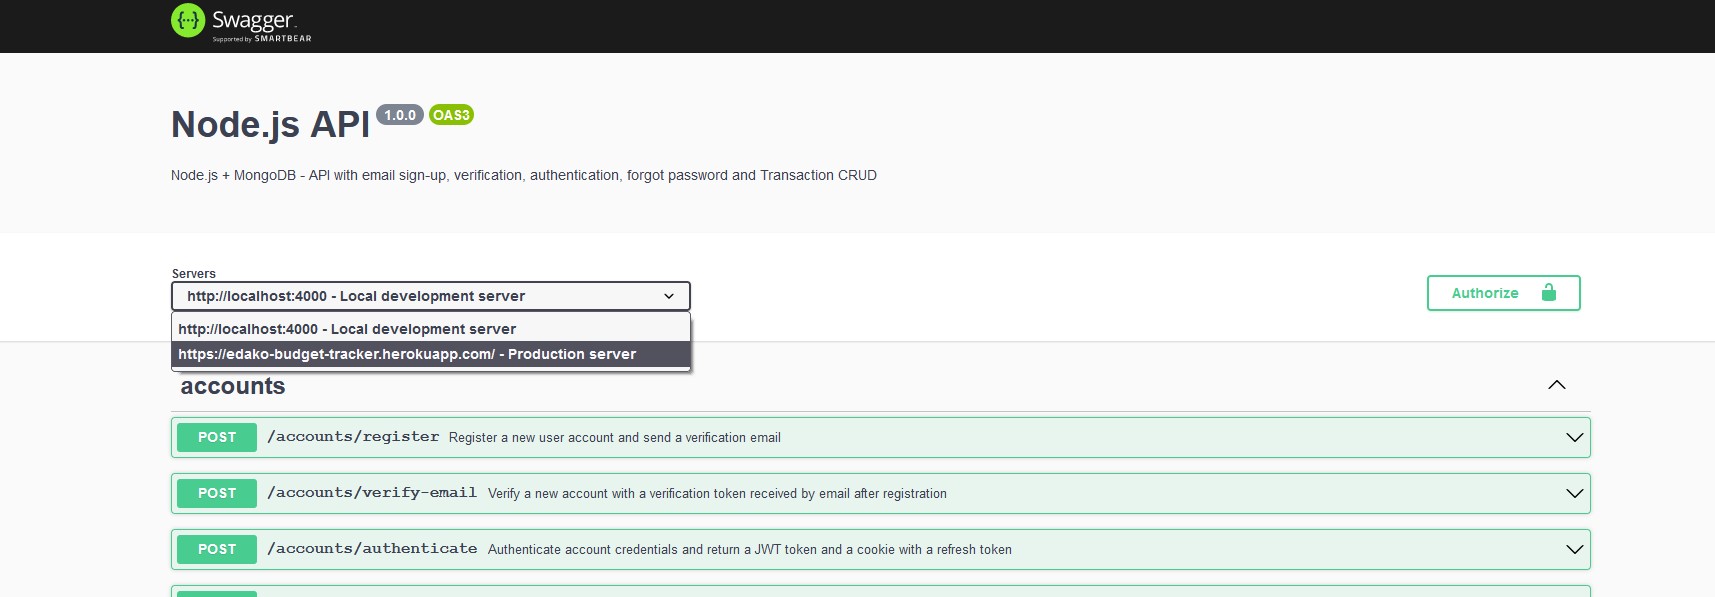 Swagger
Supported by SMARTBEAR
Node.js API 1.0.0 OAS3
Node.js + MongoDB - API with email sign-up, verification, authentication, forgot password and Transaction CRUD
Servers
http://localhost:4000 - Local development server
Authorize
http://localhost:4000 - Local development server
https://edako-budget-tracker.herokuapp.com/ - Production server
accounts
POST /accounts/register Register a new user account and send a verification email
POST /accounts/verify-email Verify a new account with a verification token received by email after registration
POST /accounts/authenticate Authenticate account credentials and return a JWT token and a cookie with a refresh token